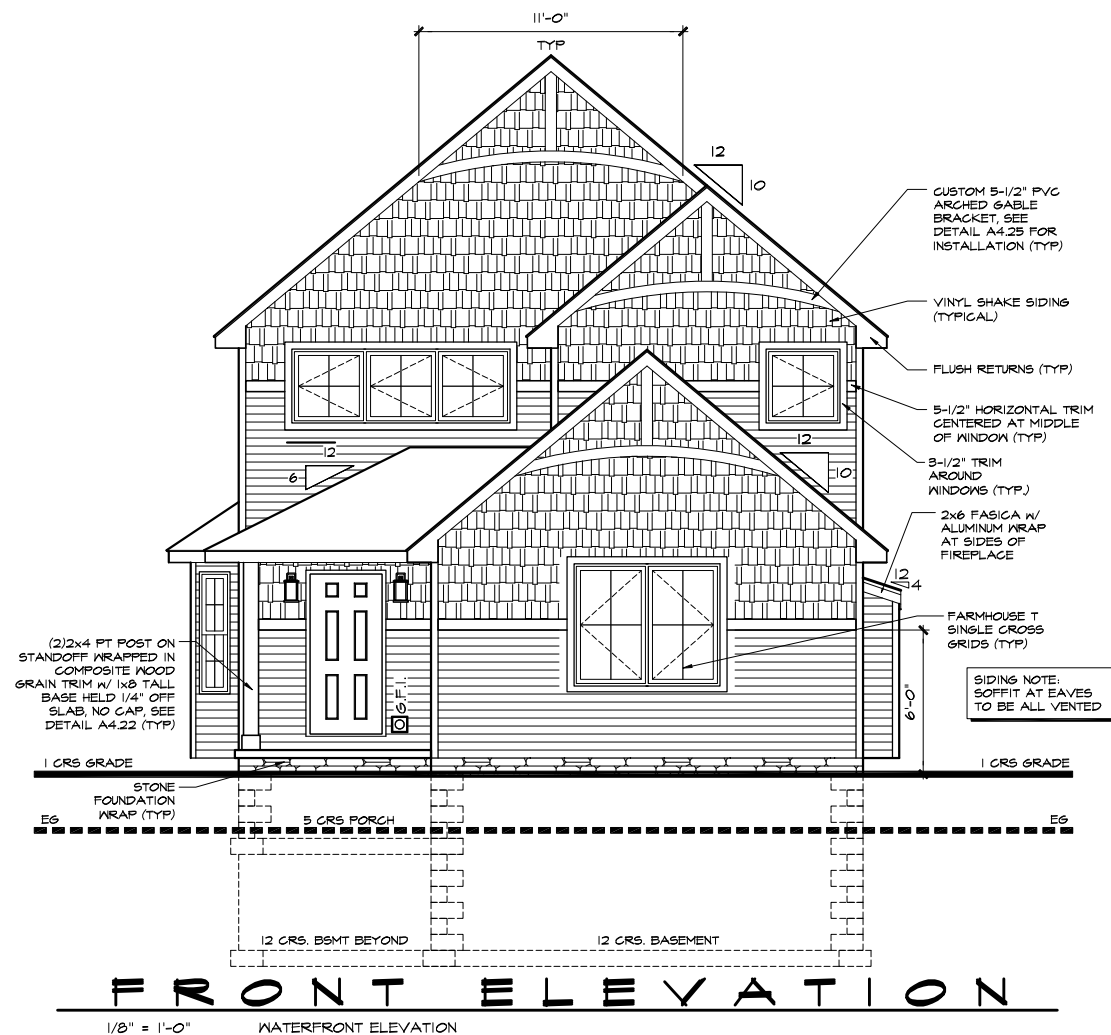 11'-0"
TYP
12
10
CUSTOM 5-1/2" PVC
ARCHED GABLE
BRACKET, SEE
DETAIL A4.25 FOR
INSTALLATION (TYP)
VINYL SHAKE SIDING
(TYPICAL)
FLUSH RETURNS (TYP)
5-1/2" HORIZONTAL TRIM
CENTERED AT MIDDLE
OF WINDOW (TYP)
12
6
12
10
3-1/2" TRIM
AROUND
WINDOWS (TYP.)
2x6 FASICA W/
ALUMINUM WRAP
AT SIDES OF
FIREPLACE
12
4
FARMHOUSE T
SINGLE CROSS
GRIDS (TYP)
(2)2x4 PT POST ON
STANDOFF WRAPPED IN
COMPOSITE WOOD
GRAIN TRIM W/ 1x8 TALL
BASE HELD 1/4" OFF
SLAB, NO CAP, SEE
DETAIL A4.22 (TYP)
G.F.I.
6'-0"
SIDING NOTE:
SOFFIT AT EAVES
TO BE ALL VENTED
1 CRS GRADE
1 CRS GRADE
STONE
FOUNDATION
WRAP (TYP)
EG
5 CRS PORCH
EG
12 CRS. BSMT BEYOND
12 CRS. BASEMENT
FRONT ELEVATION
1/8" = 1'-0"
WATERFRONT ELEVATION